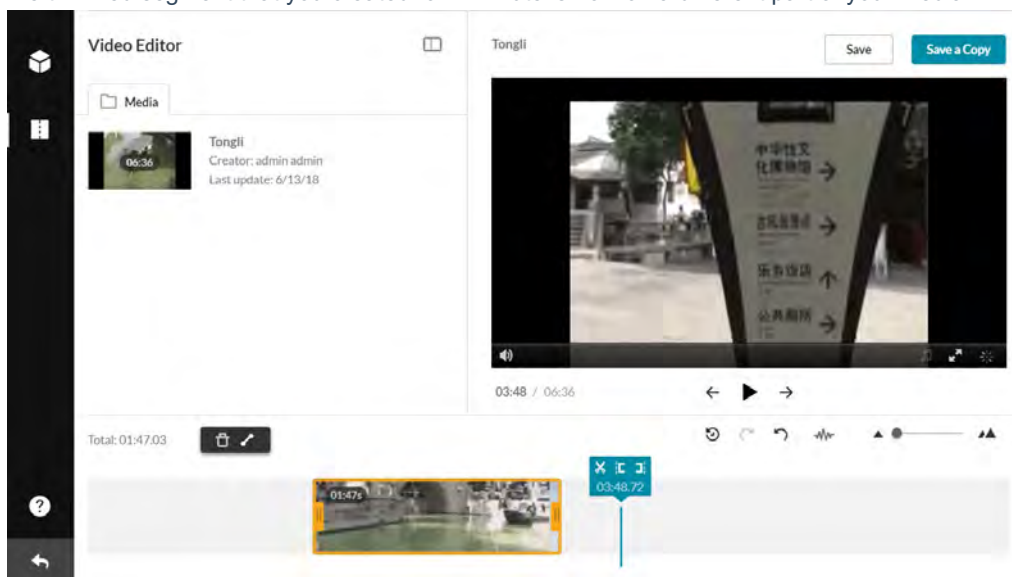 Video Editor
Tongli
Save
Save a Copy
Media
06:36
Tongli
Creator: admin admin
Last update: 6/13/18
中华性文
化博物馆
乐乡饭店
公共厕所
03:48 / 06:36
Total: 01:47.03
03:48.72
01:47s
?